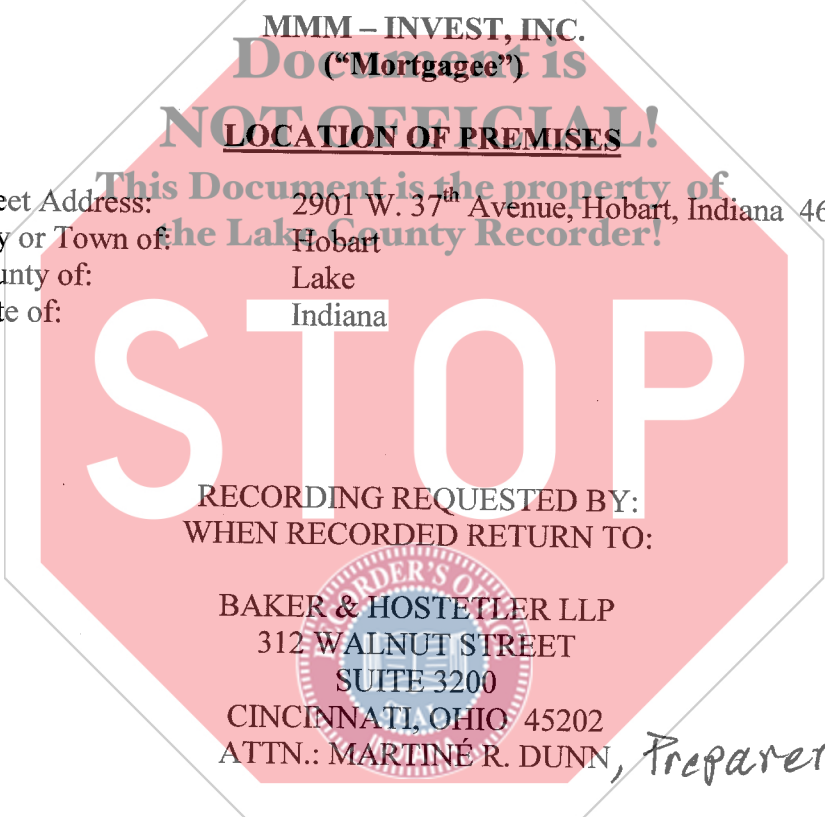 MMM – INVEST, INC.
(“Mortgagee”)
Document is
NOT OFFICIAL!
LOCATION OF PREMISES
This Document is the property of
the Lake County Recorder!
eet Address: 2901 W. 37th Avenue, Hobart, Indiana 46
y or Town of: Hobart
unty of: Lake
te of: Indiana
STOP
RECORDING REQUESTED BY:
WHEN RECORDED RETURN TO:
RECORDER'S OFFICE
SEAL
BAKER & HOSTETLER LLP
312 WALNUT STREET
SUITE 3200
CINCINNATI, OHIO 45202
ATTN.: MARTINÉ R. DUNN, Preparer